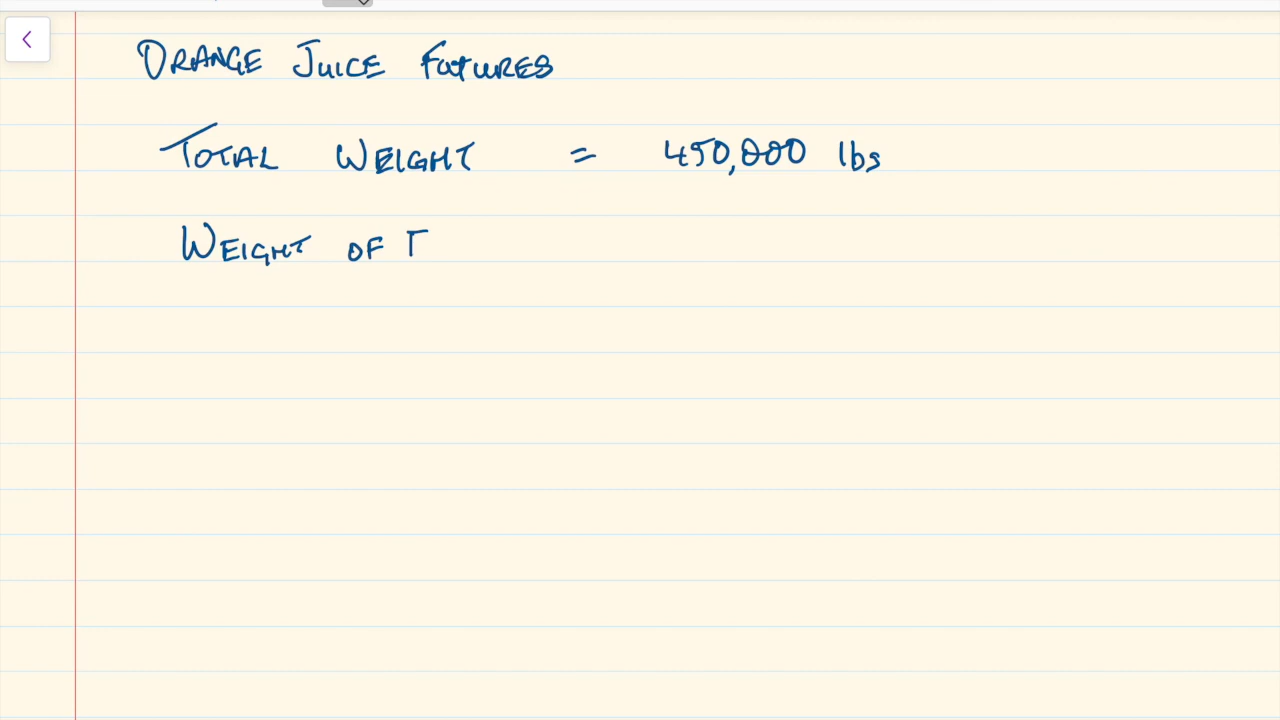 ORANGE JUICE FUTURES
TOTAL WEIGHT = 450,000 lbs
WEIGHT OF